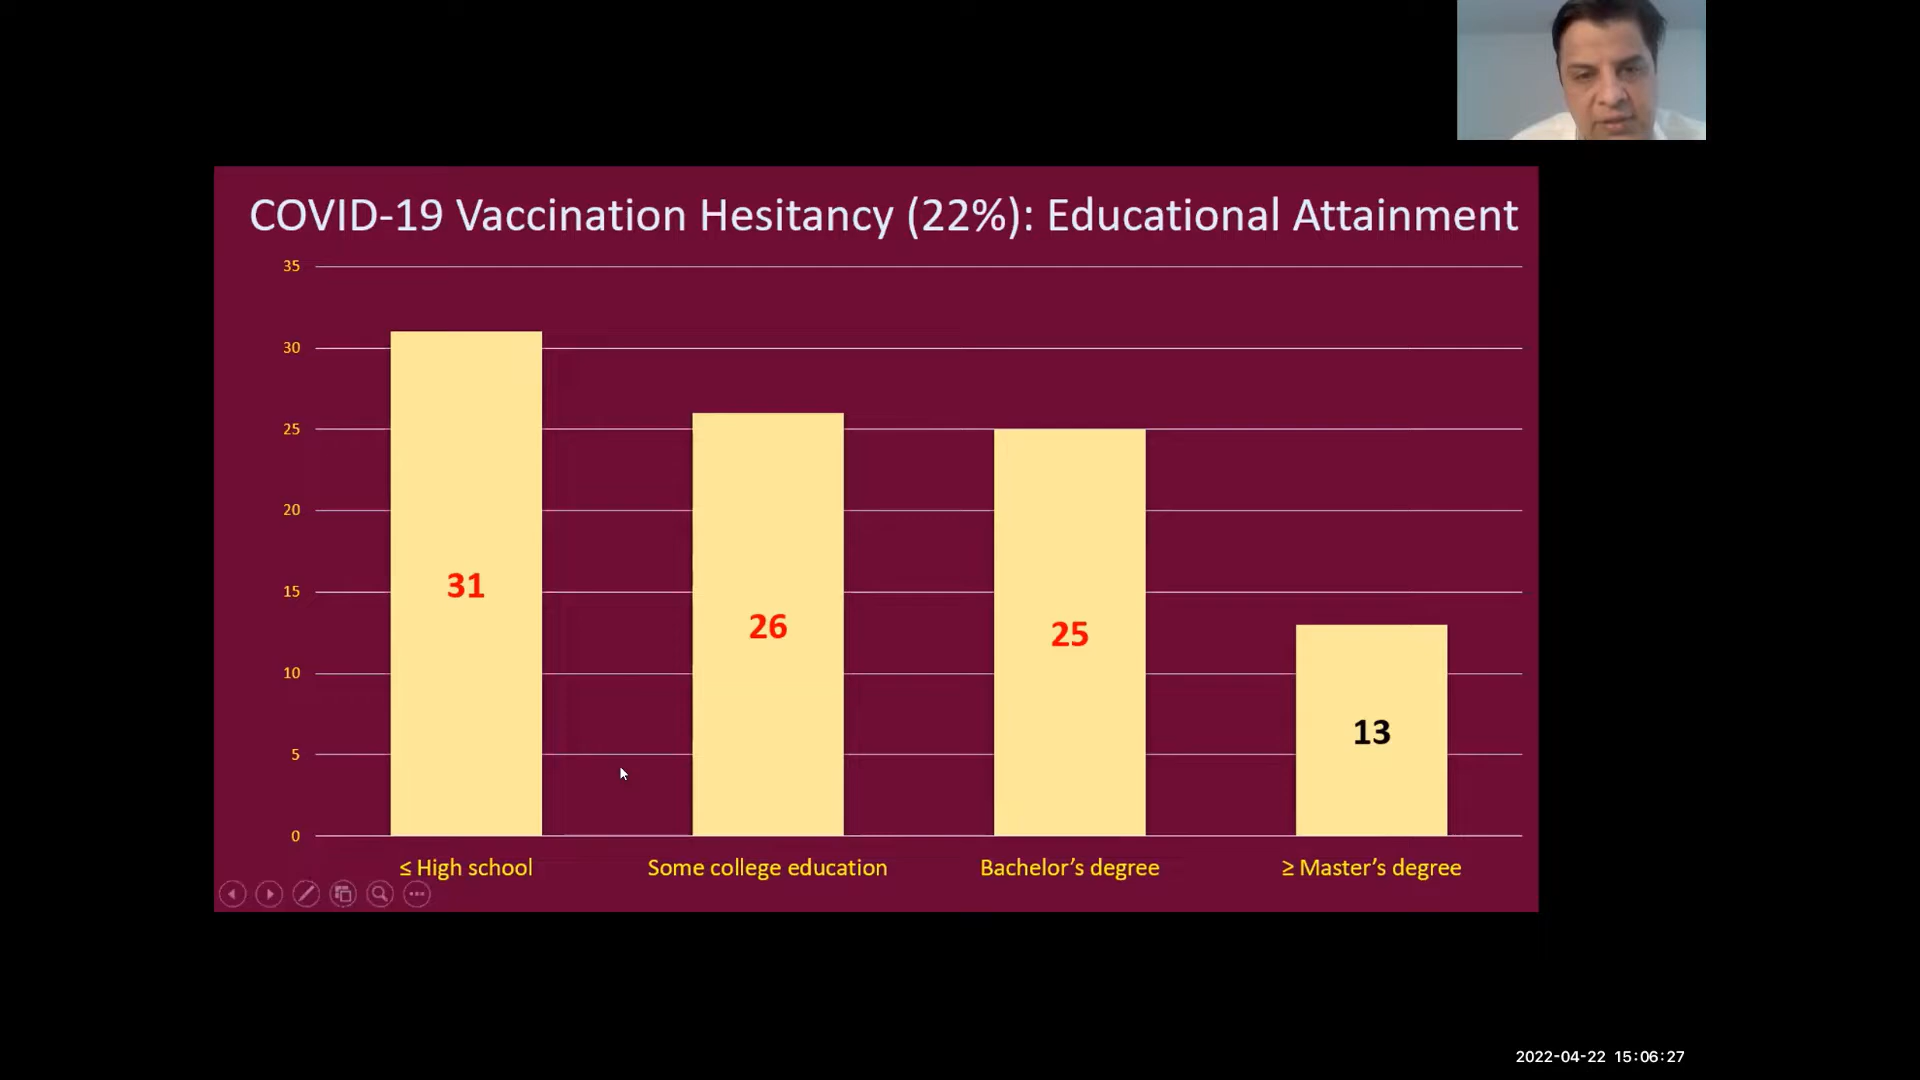 COVID-19 Vaccination Hesitancy (22%): Educational Attainment
35
30
25
20
15
10
5
0
31
26
25
13
≤ High school
Some college education
Bachelor’s degree
≥ Master’s degree
2022-04-22 15:06:27